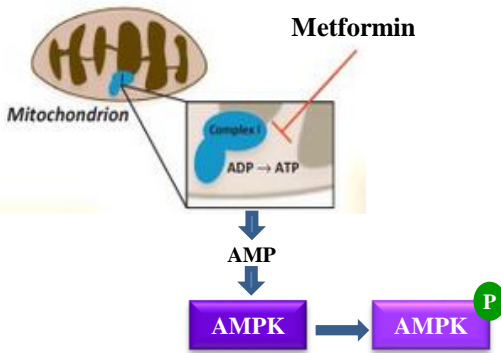 Metformin
Mitochondrion
Complex I
ADP → ATP
AMP
AMPK
AMPK
P